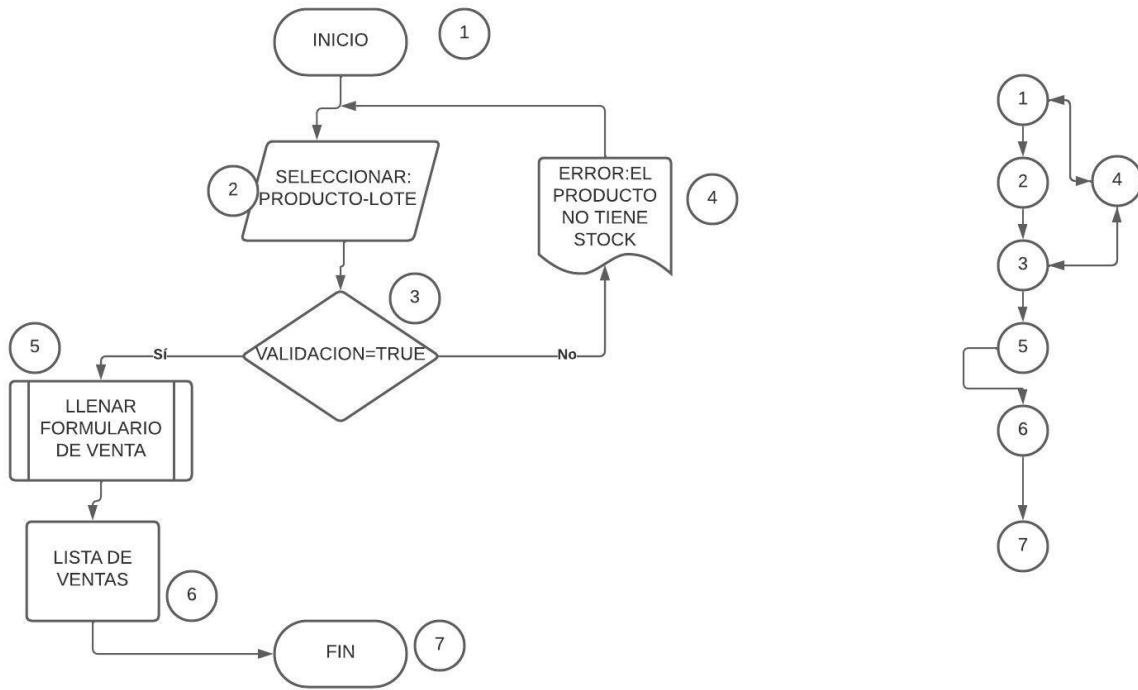 INICIO
1
2
SELECCIONAR:
PRODUCTO-LOTE
ERROR:EL
PRODUCTO
NO TIENE
STOCK
4
3
VALIDACION=TRUE
Sí
No
5
LLENAR
FORMULARIO
DE VENTA
LISTA DE
VENTAS
6
FIN
7
1
2
4
3
5
6
7